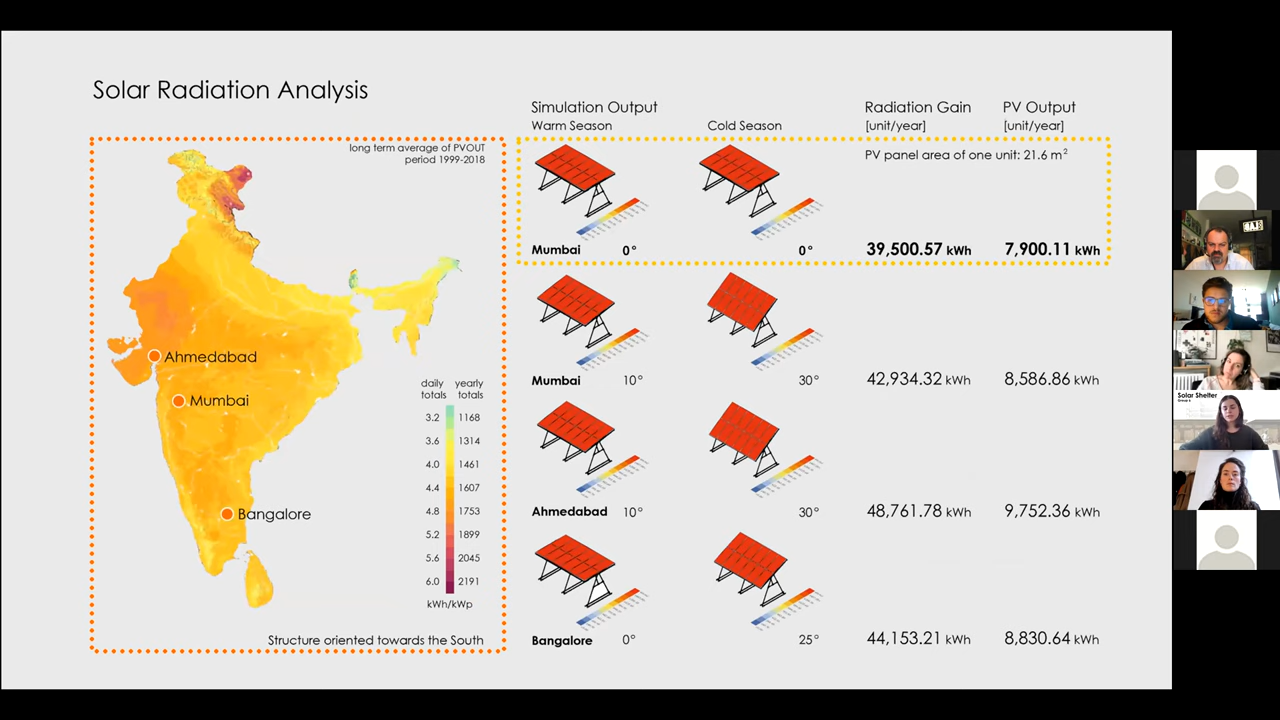 Solar Radiation Analysis
long term average of PVOUT
period 1999-2018
Ahmedabad
Mumbai
Bangalore
daily totals yearly totals
3.2 1168
3.6 1314
4.0 1461
4.4 1607
4.8 1753
5.2 1899
5.6 2045
6.0 2191
kWh/kWp
Structure oriented towards the South
Simulation Output
Warm Season
Cold Season
Radiation Gain
[unit/year]
PV Output
[unit/year]
PV panel area of one unit: 21.6 m²
Mumbai 0° 0° 39,500.57 kWh 7,900.11 kWh
Mumbai 10° 30° 42,934.32 kWh 8,586.86 kWh
Ahmedabad 10° 30° 48,761.78 kWh 9,752.36 kWh
Bangalore 0° 25° 44,153.21 kWh 8,830.64 kWh
Solar Shelter